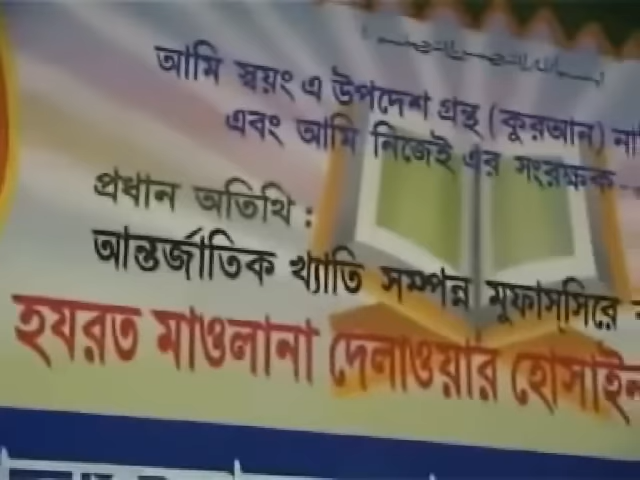 আমি স্বয়ং এ উপদেশ গ্রন্থ (কুরআন) না
এবং আমি নিজেই এর সংরক্ষক
প্রধান অতিথি :
আন্তর্জাতিক খ্যাতি সম্পন্ন মুফাস্সিরে
হযরত মাওলানা দেলাওয়ার হোসাইন